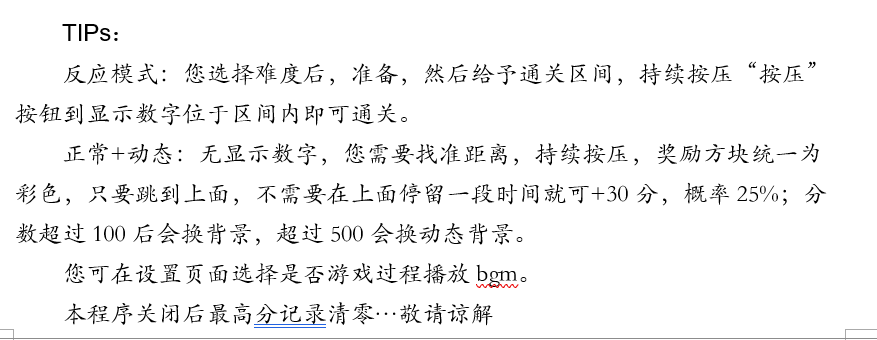 TIPs：
反应模式：您选择难度后，准备，然后给予通关区间，持续按压“按压”
按钮到显示数字位于区间内即可通关。
正常+动态：无显示数字，您需要找准距离，持续按压，奖励方块统一为
彩色，只要跳到上面，不需要在上面停留一段时间就可+30 分，概率 25%；分
数超过 100 后会换背景，超过 500 会换动态背景。
您可在设置页面选择是否游戏过程播放 bgm。
本程序关闭后最高分记录清零…敬请谅解